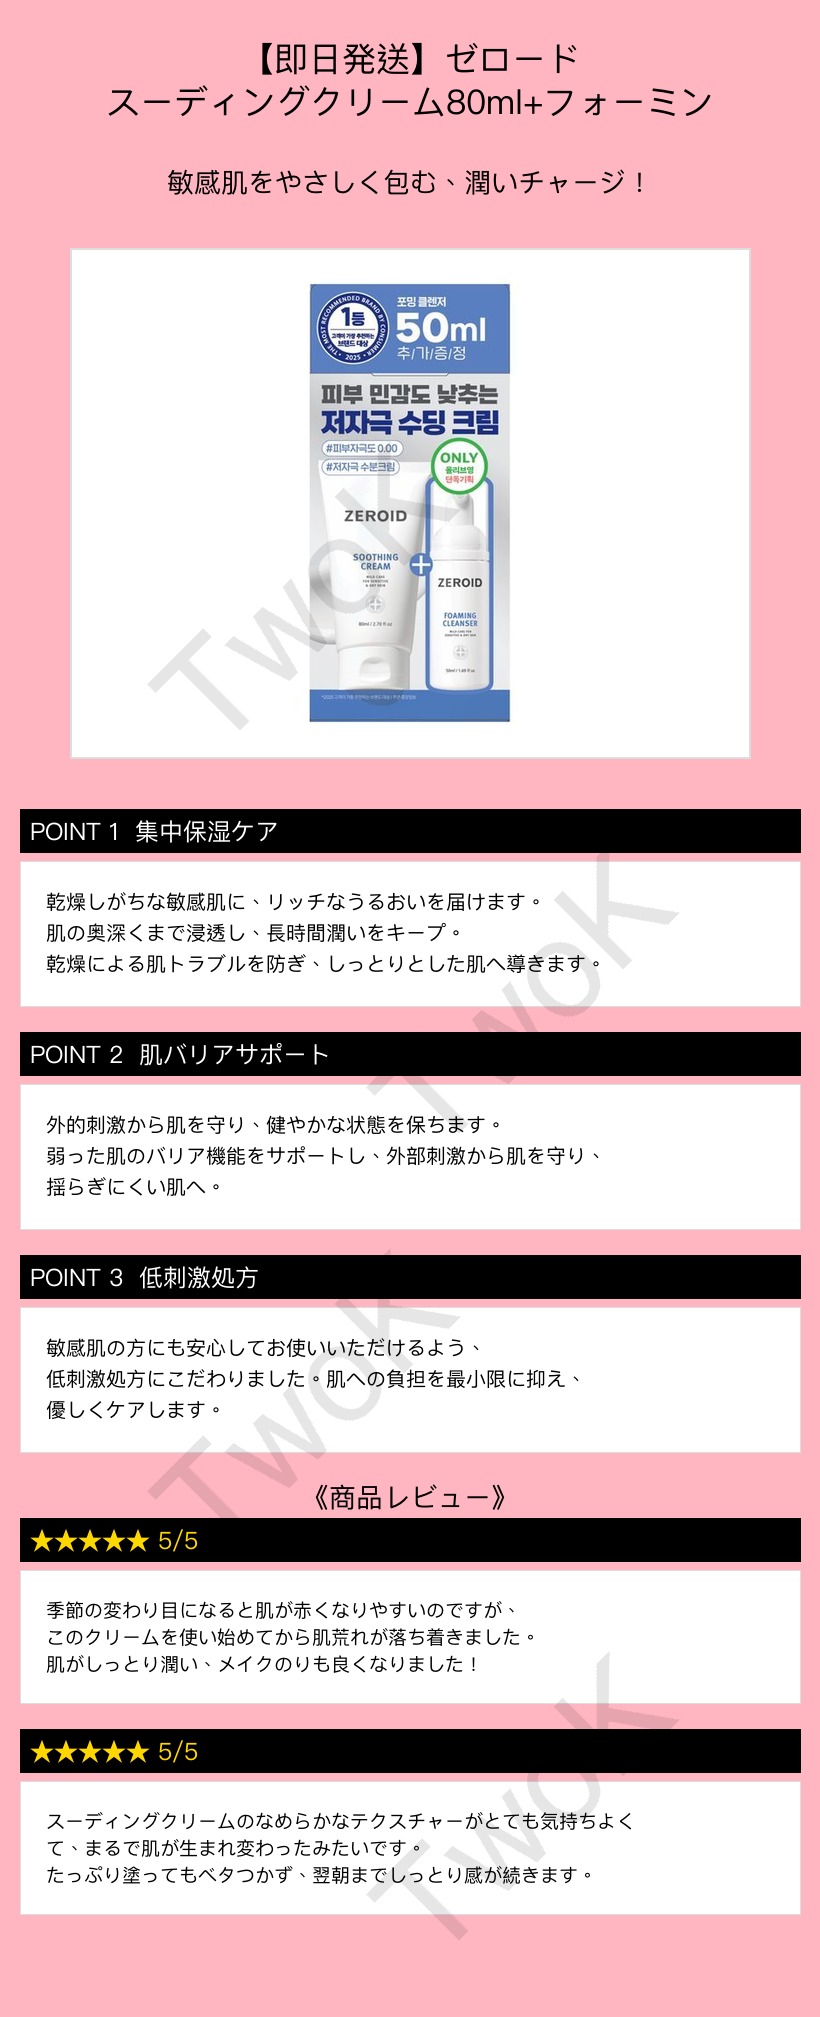 【即日発送】ゼロード
スーディングクリーム80ml+フォーミン
敏感肌をやさしく包む、潤いチャージ！
THE MOST RECOMMENDED BRAND BY CONSUMER • 2025 •
1등
고객이 가장 추천하는
브랜드 대상
포밍 클렌저
50ml
추/가/증/정
피부 민감도 낮추는
저자극 수딩 크림
#피부자극도 0.00
#저자극 수분크림
ONLY
올리브영
단독기획
ZEROID
SOOTHING
CREAM
MILD CARE
FOR SENSITIVE
& DRY SKIN
80ml / 2.70 fl oz
+
ZEROID
FOAMING
CLEANSER
MILD CARE FOR
SENSITIVE & DRY SKIN
50ml / 1.69 fl oz
POINT 1 集中保湿ケア
乾燥しがちな敏感肌に、リッチなうるおいを届けます。
肌の奥深くまで浸透し、長時間潤いをキープ。
乾燥による肌トラブルを防ぎ、しっとりとした肌へ導きます。
POINT 2 肌バリアサポート
外的刺激から肌を守り、健やかな状態を保ちます。
弱った肌のバリア機能をサポートし、外部刺激から肌を守り、
揺らぎにくい肌へ。
POINT 3 低刺激処方
敏感肌の方にも安心してお使いいただけるよう、
低刺激処方にこだわりました。肌への負担を最小限に抑え、
優しくケアします。
《商品レビュー》
★★★★★ 5/5
季節の変わり目になると肌が赤くなりやすいのですが、
このクリームを使い始めてから肌荒れが落ち着きました。
肌がしっとり潤い、メイクのりも良くなりました！
★★★★★ 5/5
スーディングクリームのなめらかなテクスチャーがとても気持ちよく
て、まるで肌が生まれ変わったみたいです。
たっぷり塗ってもベタつかず、翌朝までしっとり感が続きます。
TwoK
TwoK
TwoK
TwoK